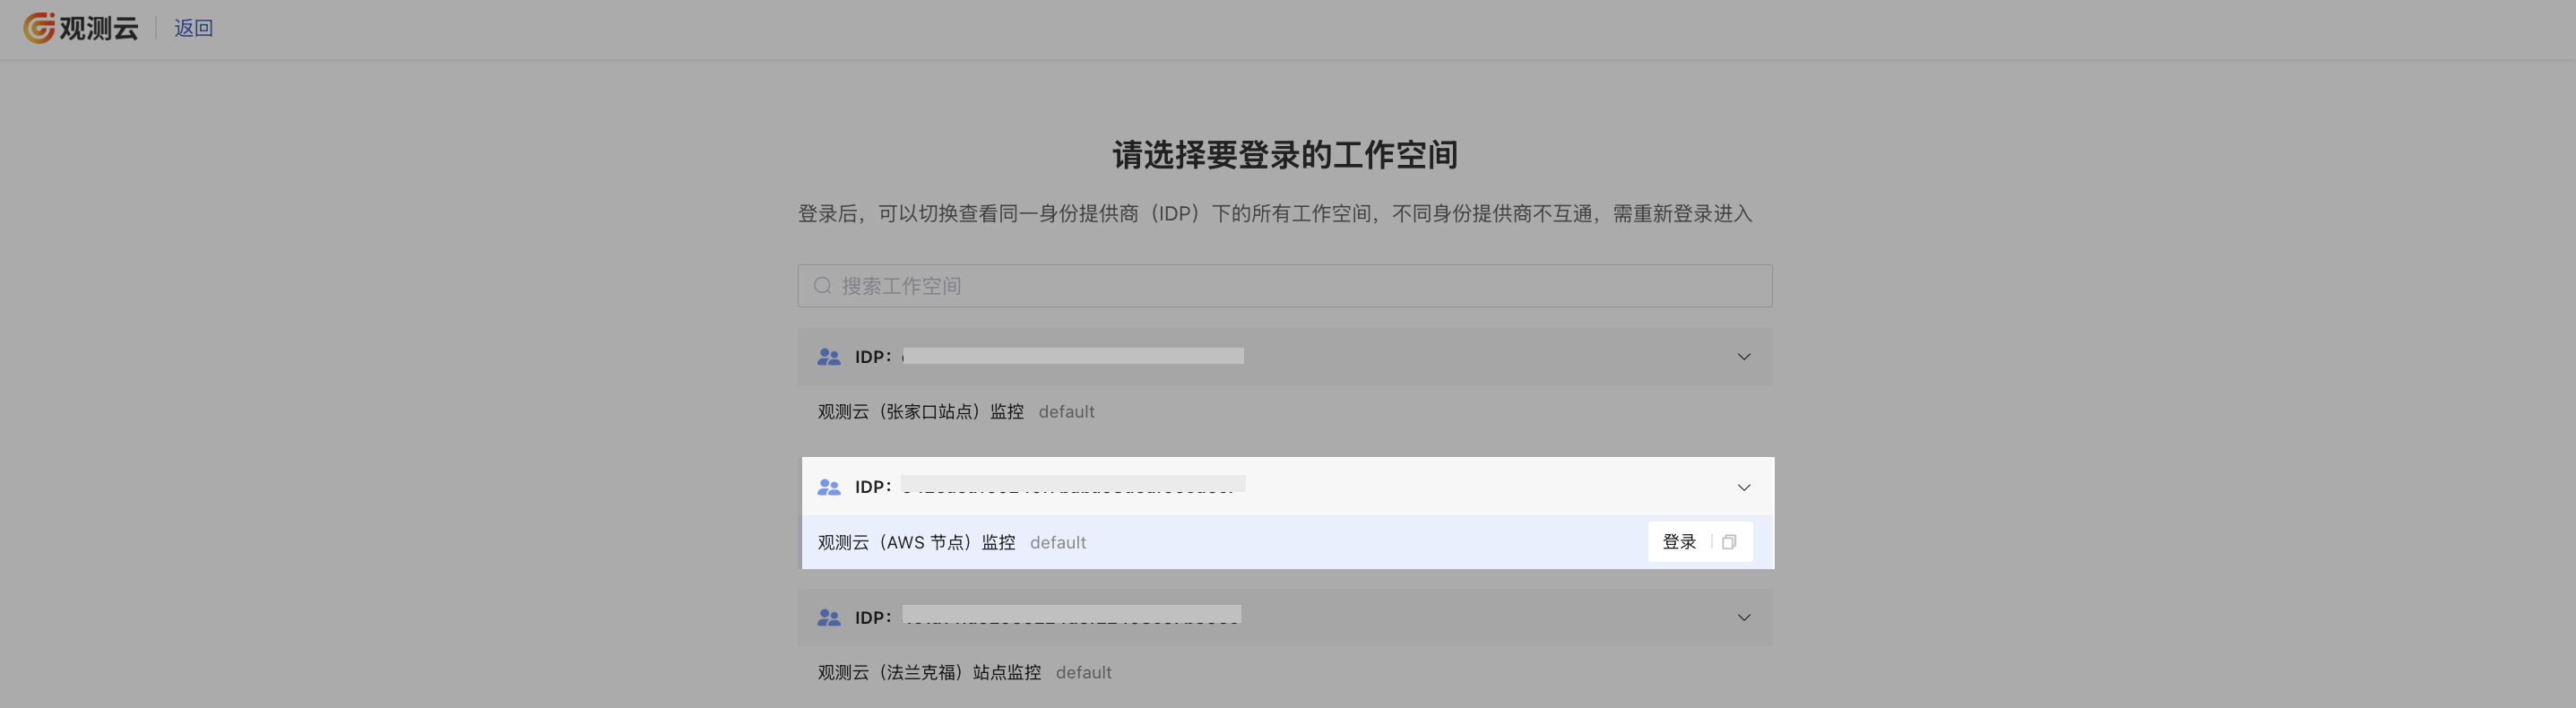 观测云 返回
请选择要登录的工作空间
登录后，可以切换查看同一身份提供商（IDP）下的所有工作空间，不同身份提供商不互通，需重新登录进入
搜索工作空间
IDP：
观测云（张家口站点）监控 default
IDP：
观测云（AWS 节点）监控 default 登录
IDP：
观测云（法兰克福）站点监控 default